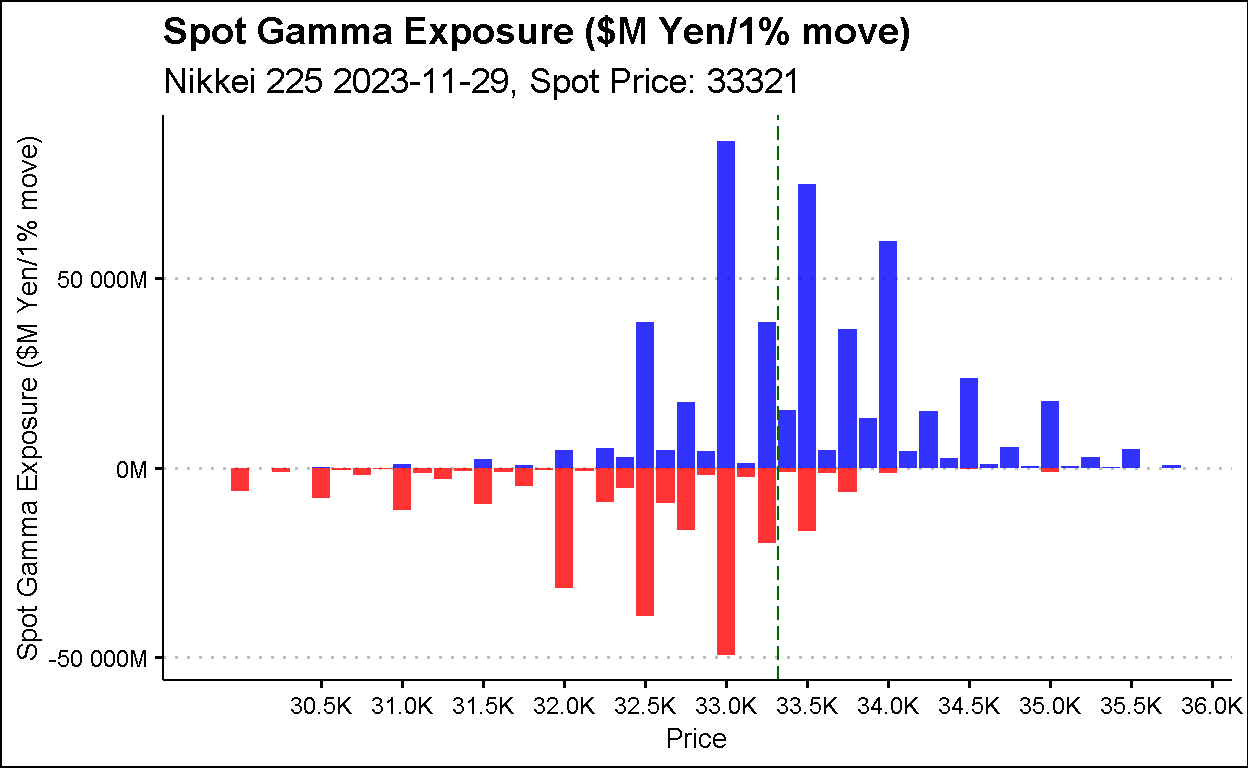 Spot Gamma Exposure ($M Yen/1% move)
Nikkei 225 2023-11-29, Spot Price: 33321
Spot Gamma Exposure ($M Yen/1% move)
50 000M
0M
-50 000M
30.5K 31.0K 31.5K 32.0K 32.5K 33.0K 33.5K 34.0K 34.5K 35.0K 35.5K 36.0K
Price